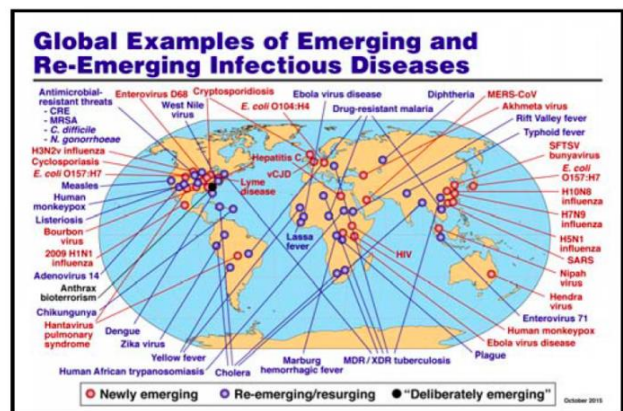 Global Examples of Emerging and
Re-Emerging Infectious Diseases
Antimicrobial-
resistant threats
- CRE
- MRSA
- C. difficile
- N. gonorrhoeae
H3N2v influenza
Cyclosporiasis
E. coli O157:H7
Measles
Human
monkeypox
Listeriosis
Bourbon
virus
2009 H1N1
influenza
Adenovirus 14
Anthrax
bioterrorism
Chikungunya
Hantavirus
pulmonary
syndrome
Enterovirus D68
West Nile
virus
Cryptosporidiosis
E. coli O104:H4
Ebola virus disease
Drug-resistant malaria
Diphtheria
MERS-CoV
Akhmeta virus
Rift Valley fever
Typhoid fever
SFTSV
bunyavirus
E. coli
O157:H7
H10N8
influenza
H7N9
influenza
H5N1
influenza
SARS
Nipah
virus
Hendra
virus
Enterovirus 71
Human monkeypox
Ebola virus disease
Plague
Hepatitis C
vCJD
Lyme
disease
Lassa
fever
HIV
Dengue
Zika virus
Yellow fever
Human African trypanosomiasis
Cholera
Marburg
hemorrhagic fever
MDR/XDR tuberculosis
Newly emerging
Re-emerging/resurging
“Deliberately emerging”
October 2015